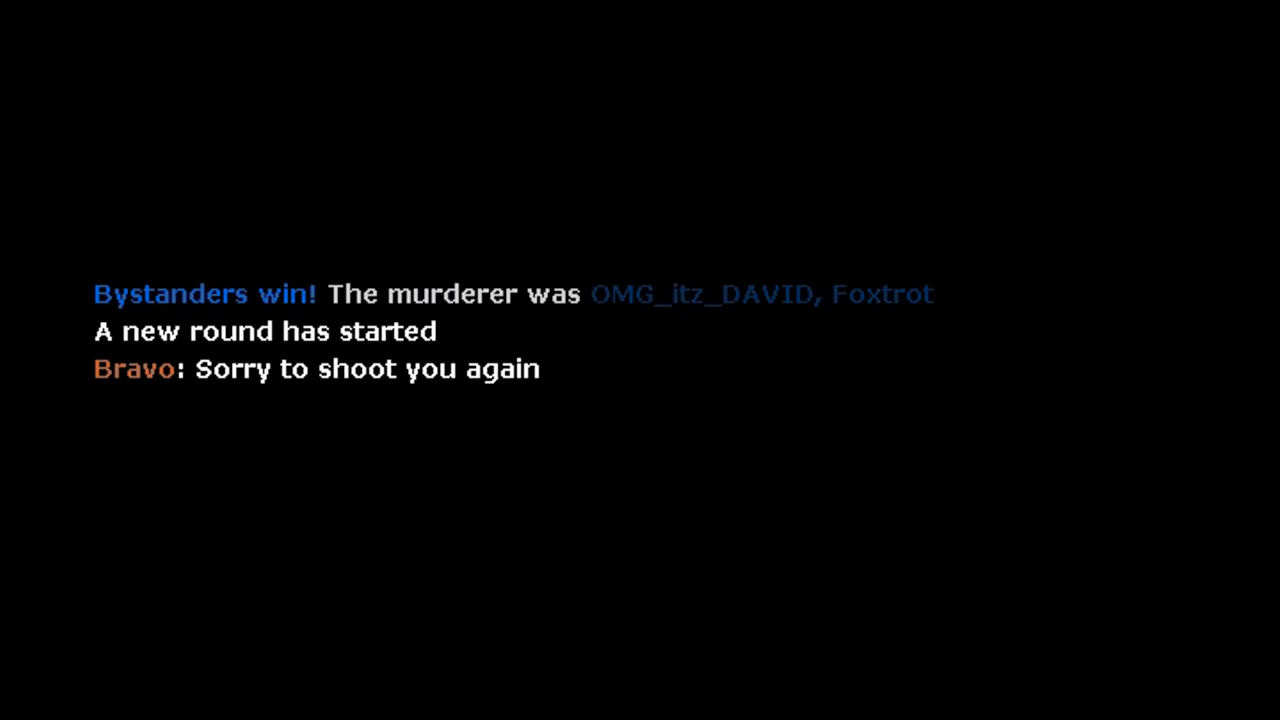 Bystanders win! The murderer was OMG_itz_DAVID, Foxtrot
A new round has started
Bravo: Sorry to shoot you again